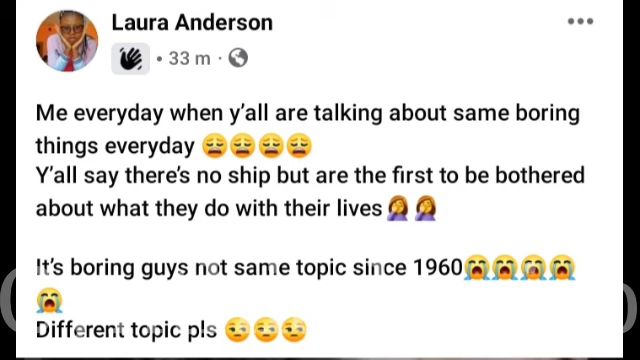 Laura Anderson
• 33 m ·
Me everyday when y'all are talking about same boring
things everyday 😩😩😩😩
Y'all say there's no ship but are the first to be bothered
about what they do with their lives🤦‍♀️🤦‍♀️
It's boring guys not same topic since 1960😭😭😭😭
😭
Different topic pls 😒😒😒